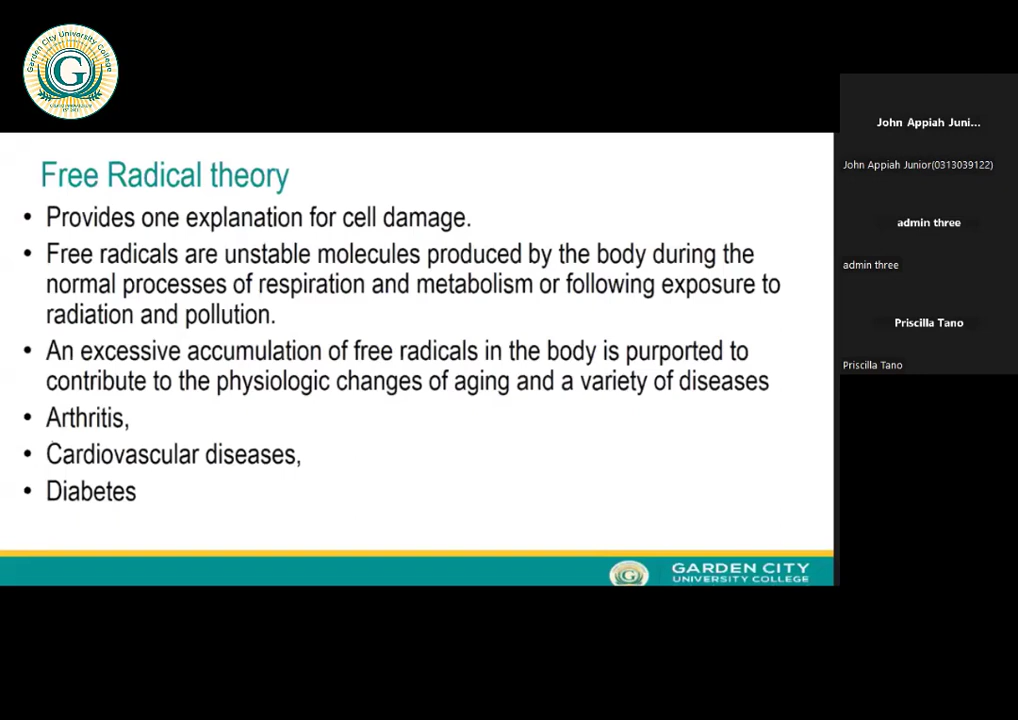 Garden City University College
G
Free Radical theory
• Provides one explanation for cell damage.
• Free radicals are unstable molecules produced by the body during the
normal processes of respiration and metabolism or following exposure to
radiation and pollution.
• An excessive accumulation of free radicals in the body is purported to
contribute to the physiologic changes of aging and a variety of diseases
• Arthritis,
• Cardiovascular diseases,
• Diabetes
G
GARDEN CITY
UNIVERSITY COLLEGE
John Appiah Juni...
John Appiah Junior(0313039122)
admin three
admin three
Priscilla Tano
Priscilla Tano